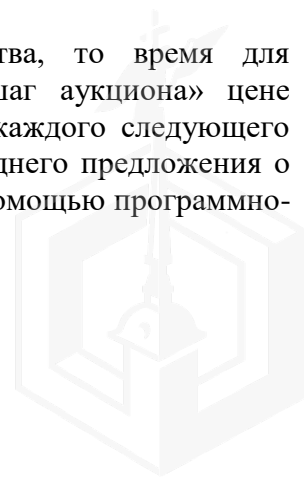 тва, то время для
шаг аукциона» цене
каждого следующего
днего предложения о
омощью программно-